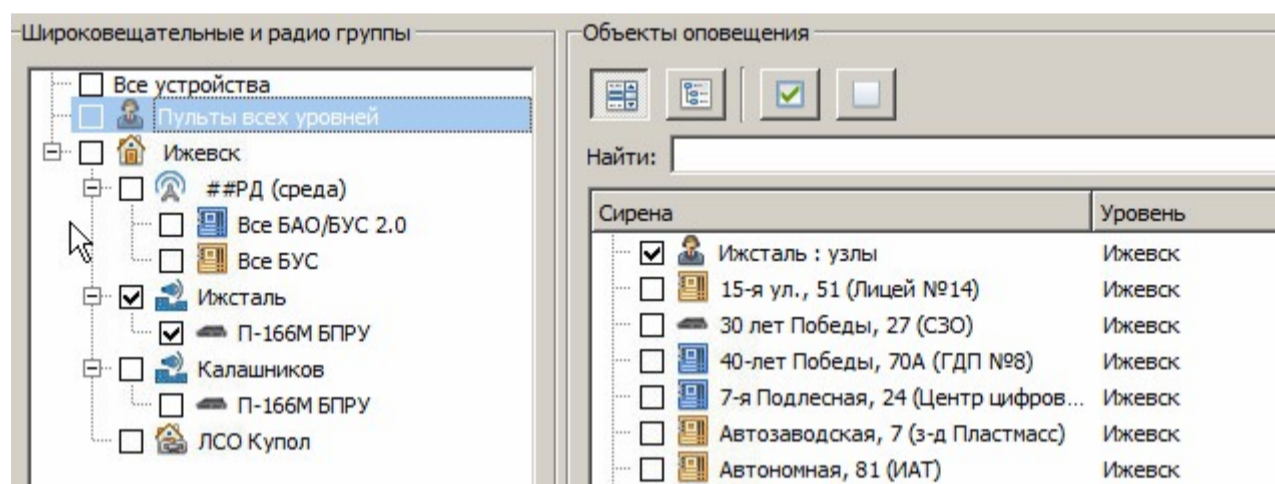 Широковещательные и радио группы
Все устройства
Пульты всех уровней
Ижевск
##РД (среда)
Все БАО/БУС 2.0
Все БУС
Ижсталь
П-166М БПРУ
Калашников
П-166М БПРУ
ЛСО Купол
Объекты оповещения
Найти:
Сирена Уровень
Ижсталь : узлы Ижевск
15-я ул., 51 (Лицей №14) Ижевск
30 лет Победы, 27 (СЗО) Ижевск
40-лет Победы, 70А (ГДП №8) Ижевск
7-я Подлесная, 24 (Центр цифров... Ижевск
Автозаводская, 7 (з-д Пластмасс) Ижевск
Автономная, 81 (ИАТ) Ижевск